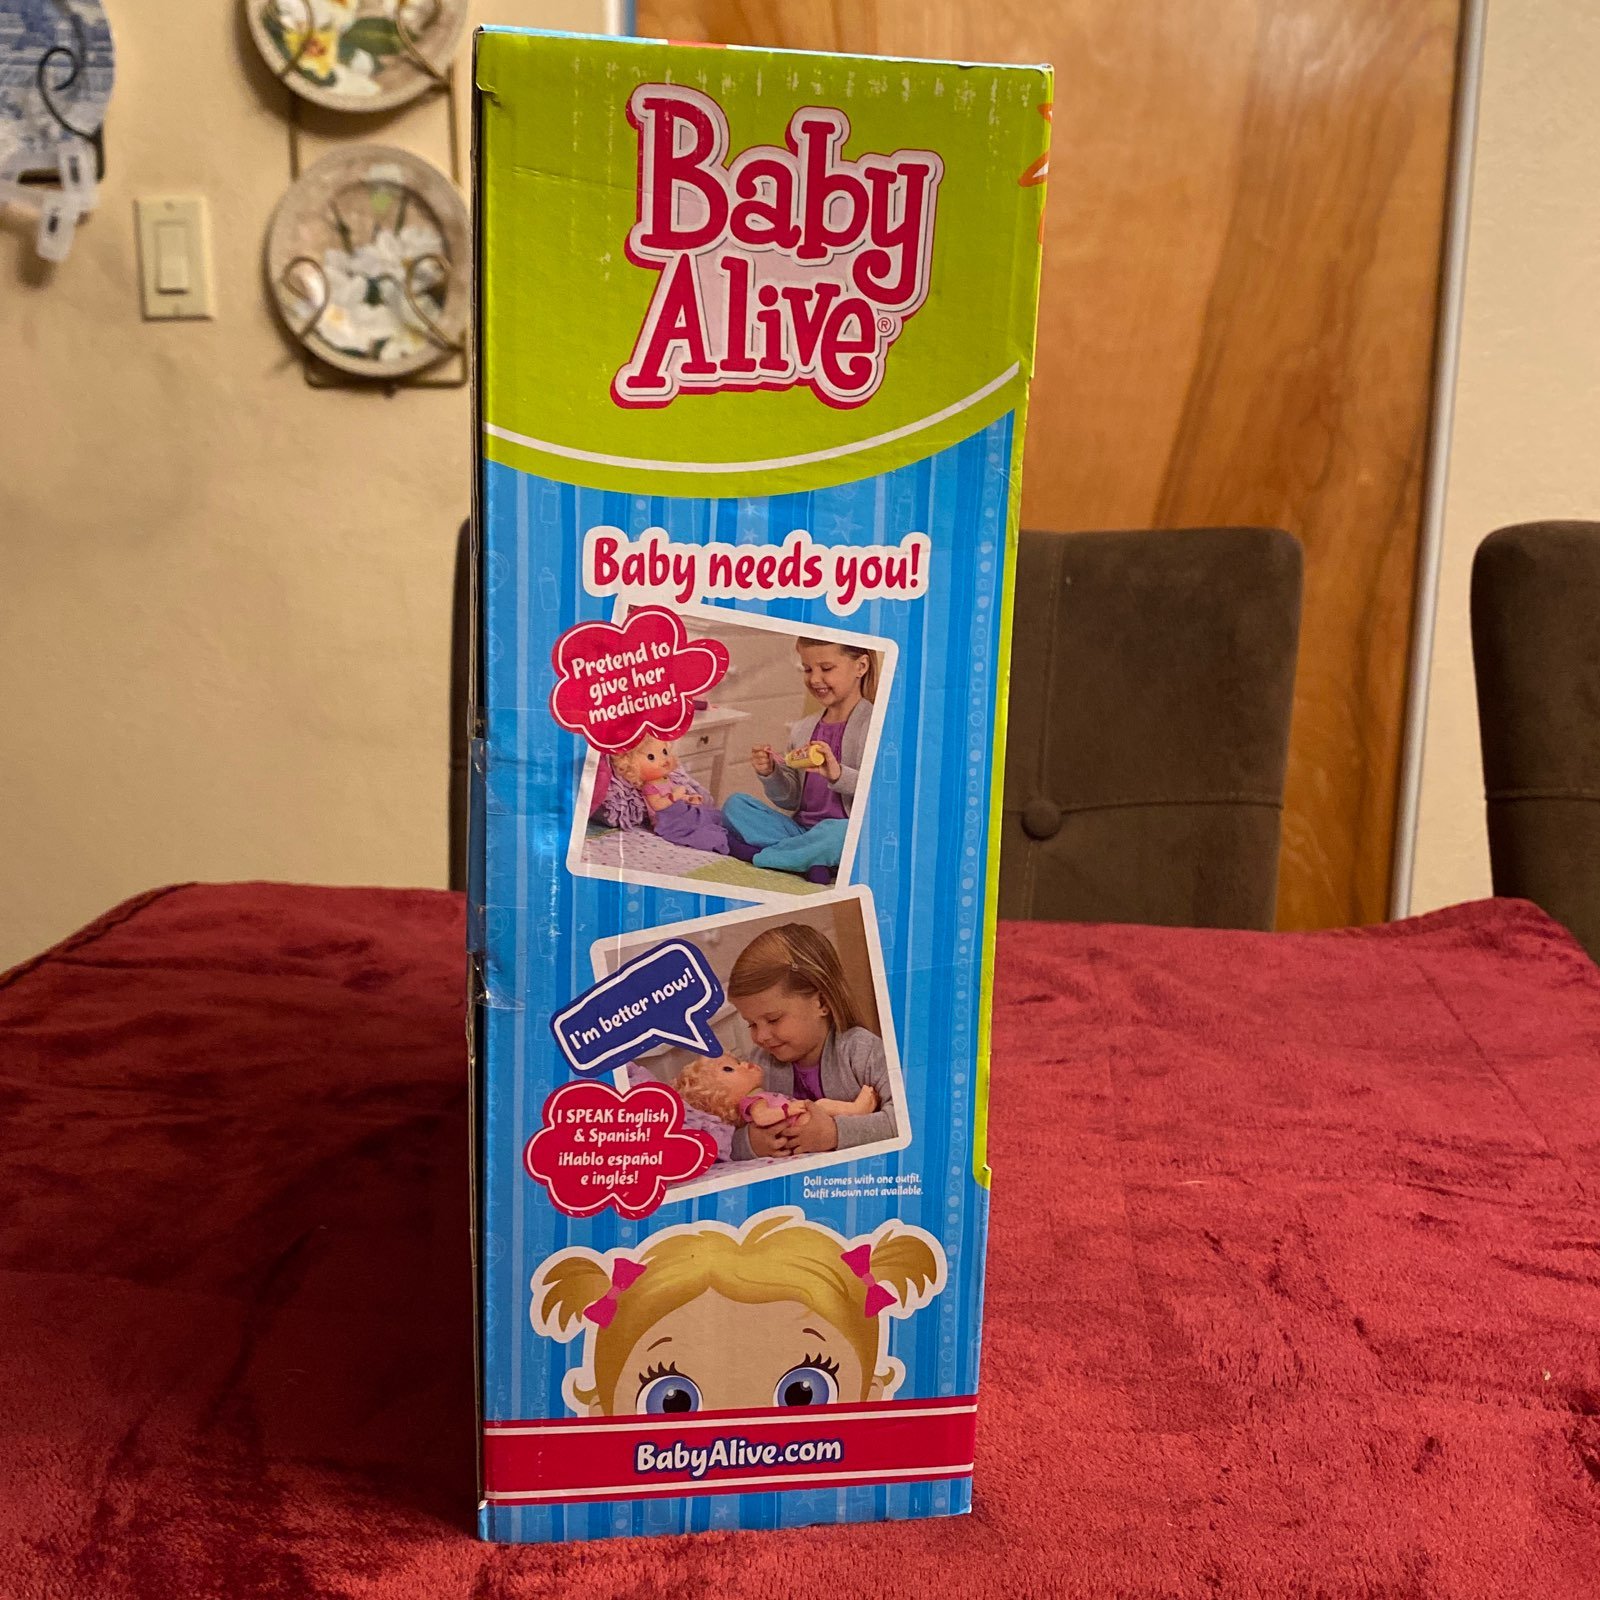 Baby
Alive®
Baby needs you!
Pretend to
give her
medicine!
I'm better now!
I SPEAK English
& Spanish!
¡Hablo español
e inglés!
Doll comes with one outfit.
Outfit shown not available.
BabyAlive.com